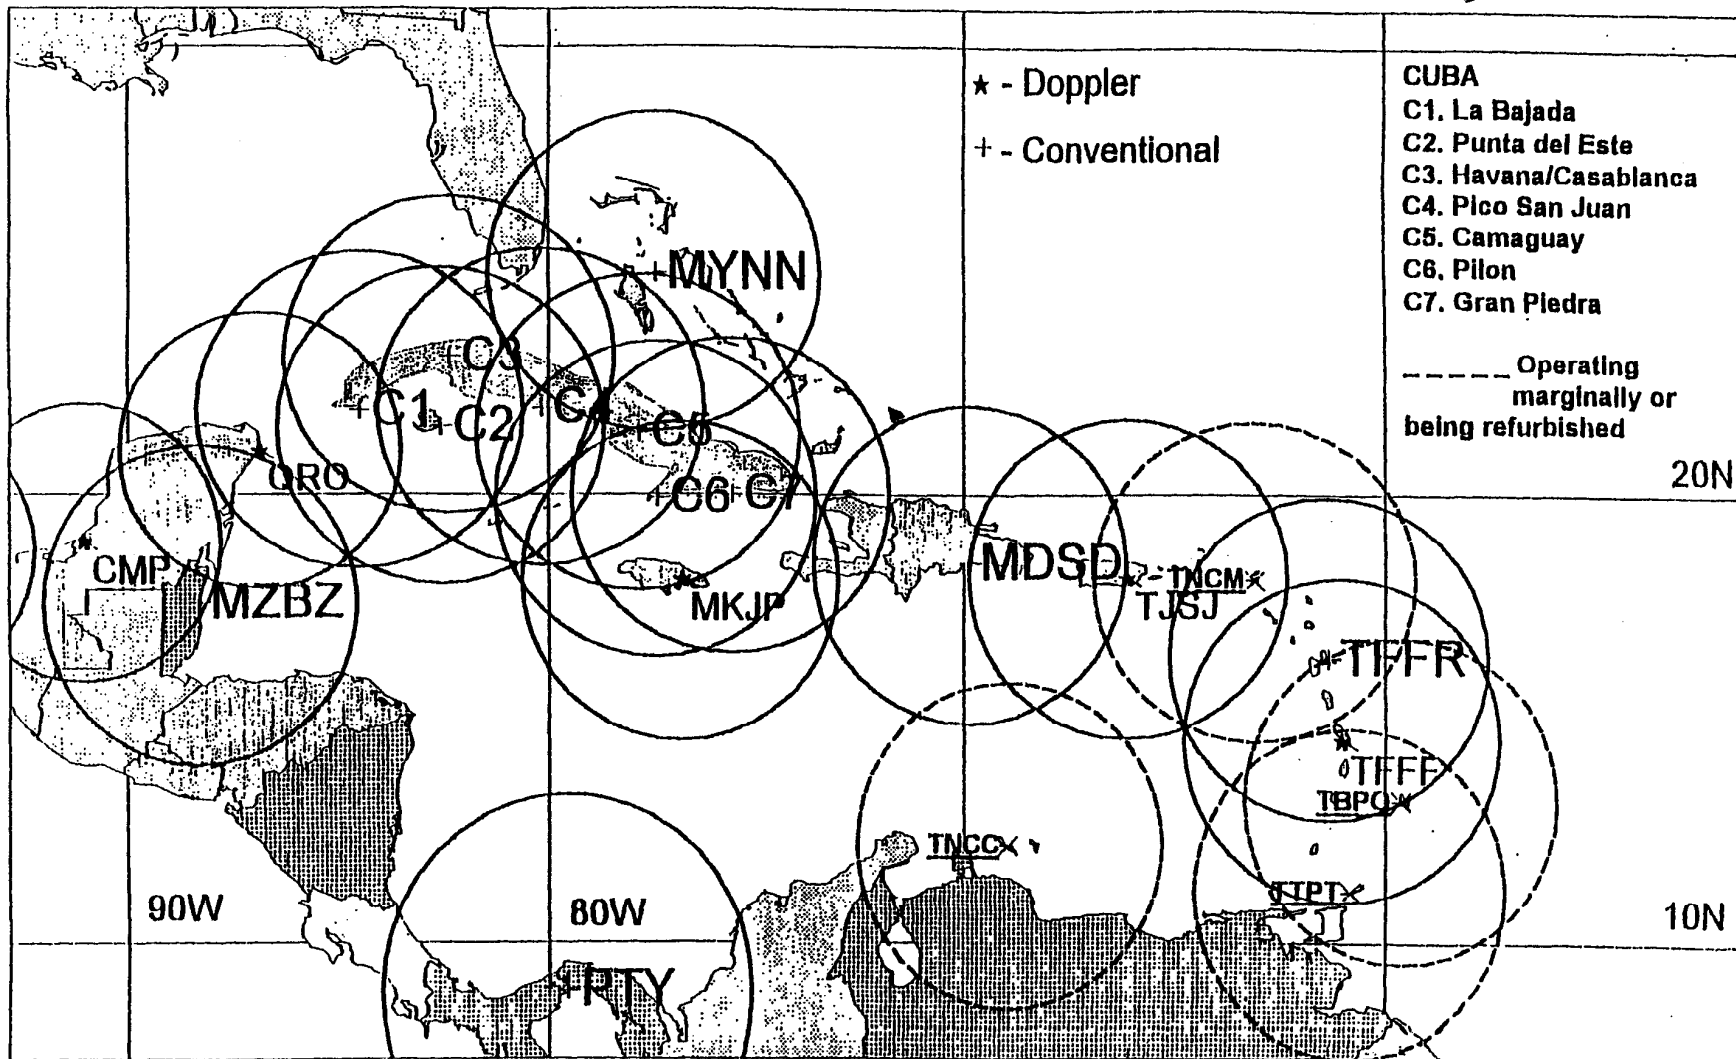 ★ - Doppler
+ - Conventional
CUBA
C1. La Bajada
C2. Punta del Este
C3. Havana/Casablanca
C4. Pico San Juan
C5. Camaguay
C6. Pilon
C7. Gran Piedra
_ _ _ _ _ Operating
marginally or
being refurbished
20N
MYNN
C3
C1
C2
C4
C5
C6
C7
QRO
CMP
MZBZ
MKJP
MDSD
TNCM
TJSJ
TFFR
TFFF
TBPO
TNCC
TTPT
90W
80W
10N
PTY